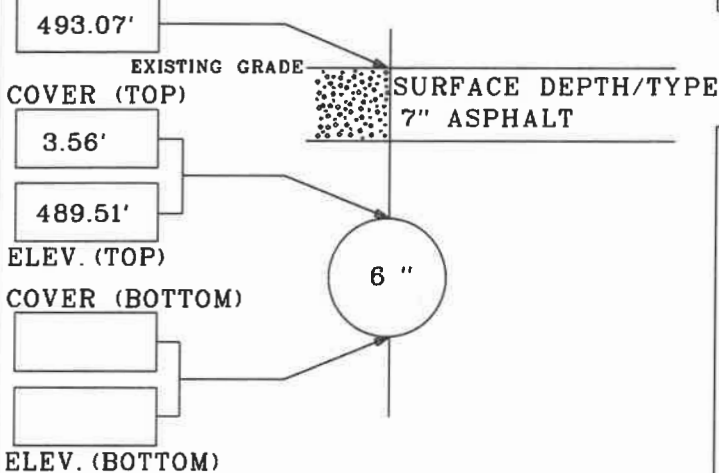 493.07'
EXISTING GRADE
SURFACE DEPTH/TYPE
7" ASPHALT
COVER (TOP)
3.56'
489.51'
ELEV. (TOP)
6 "
COVER (BOTTOM)
ELEV. (BOTTOM)